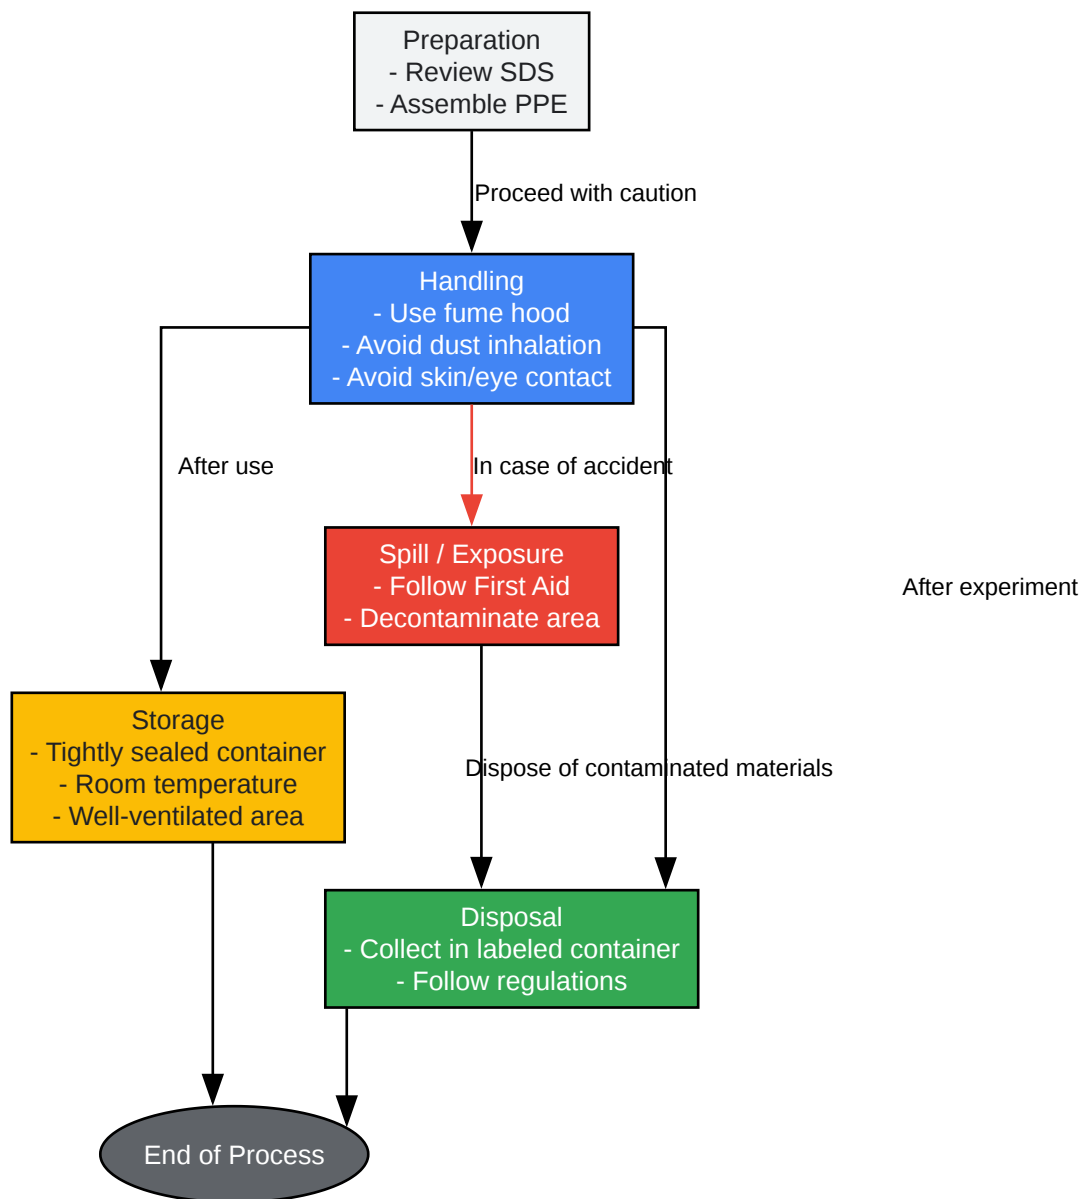 Preparation
- Review SDS
- Assemble PPE
Proceed with caution
Handling
- Use fume hood
- Avoid dust inhalation
- Avoid skin/eye contact
After use
In case of accident
Spill / Exposure
- Follow First Aid
- Decontaminate area
After experiment
Storage
- Tightly sealed container
- Room temperature
- Well-ventilated area
Dispose of contaminated materials
Disposal
- Collect in labeled container
- Follow regulations
End of Process